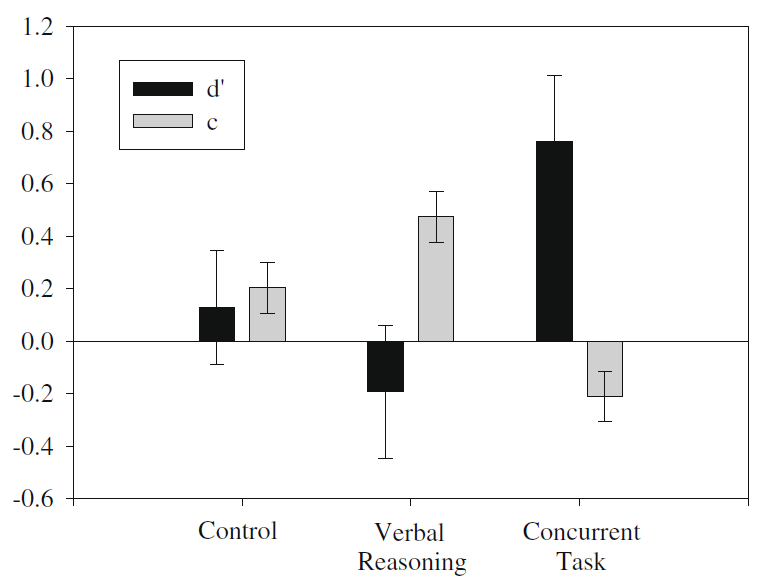 1.2
1.0
0.8
0.6
0.4
0.2
0.0
-0.2
-0.4
-0.6
d'
c
Control
Verbal
Reasoning
Concurrent
Task